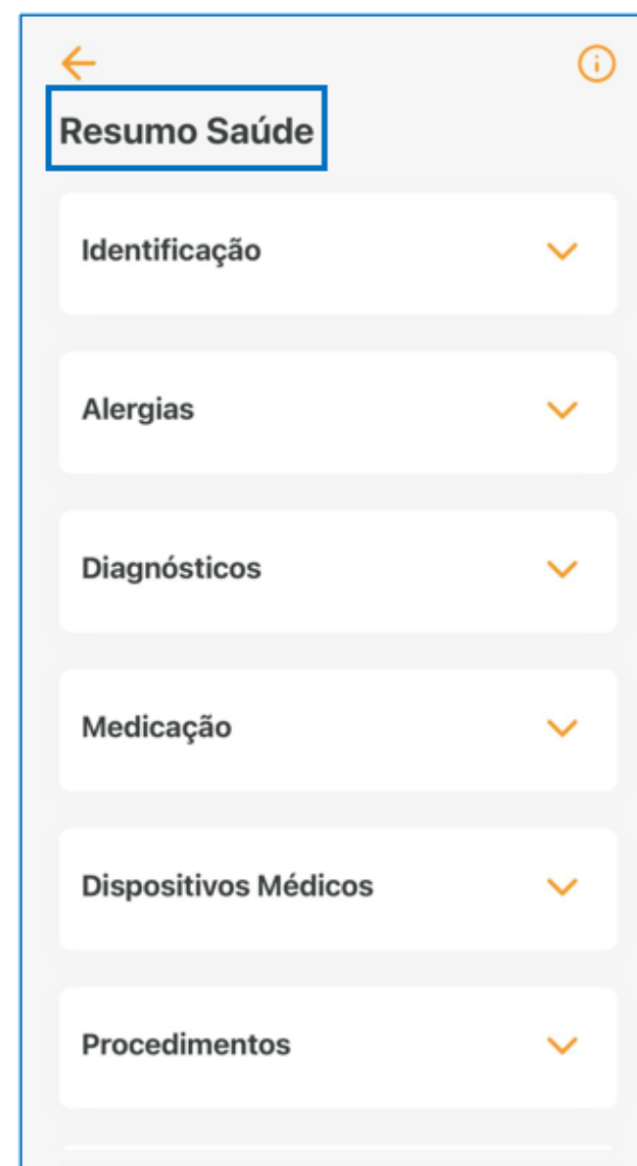 Resumo Saúde
Identificação
Alergias
Diagnósticos
Medicação
Dispositivos Médicos
Procedimentos